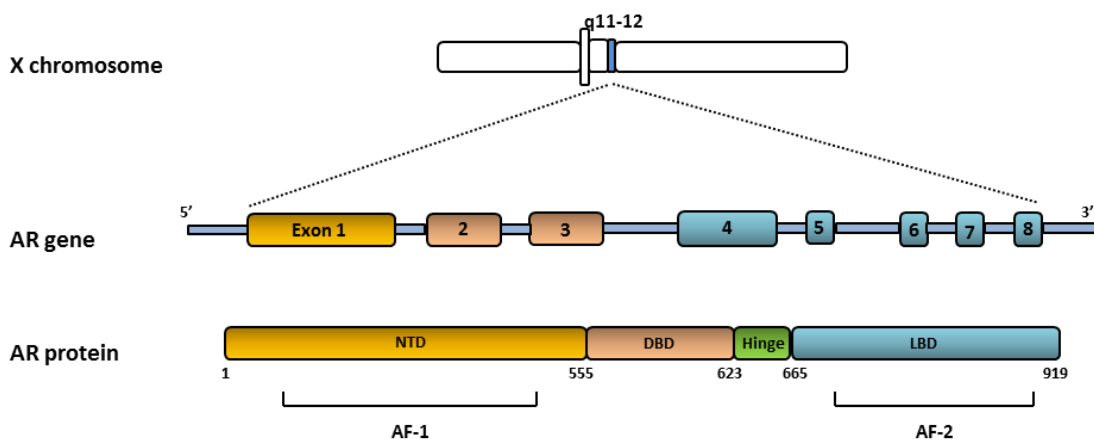 q11-12
X chromosome
5’ 3’
AR gene Exon 1 2 3 4 5 6 7 8
AR protein NTD DBD Hinge LBD
1 555 623 665 919
AF-1 AF-2